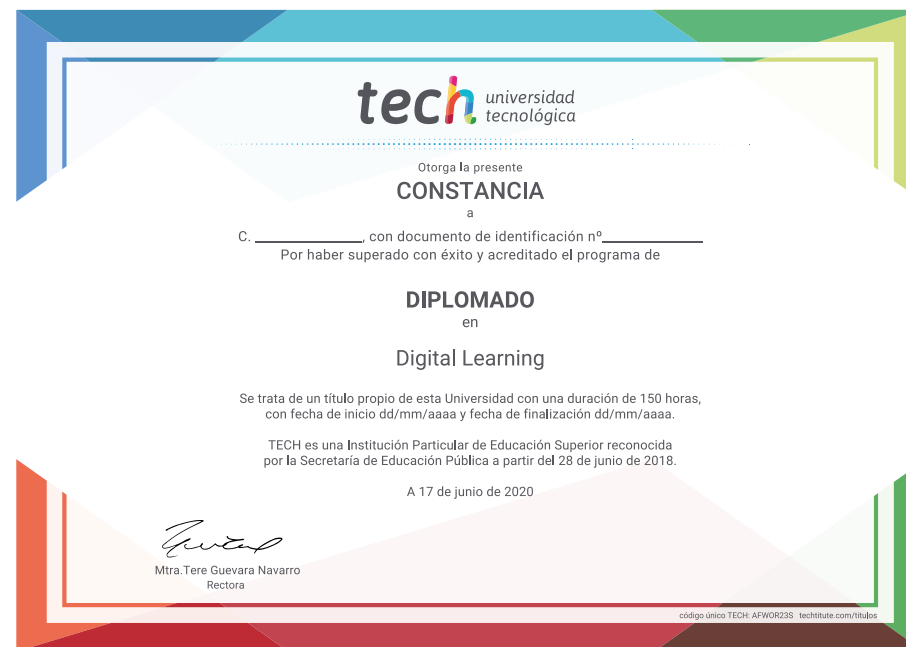 tech universidad
tecnológica
Otorga la presente
CONSTANCIA
a
C. ______________, con documento de identificación nº_____________
Por haber superado con éxito y acreditado el programa de
DIPLOMADO
en
Digital Learning
Se trata de un título propio de esta Universidad con una duración de 150 horas,
con fecha de inicio dd/mm/aaaa y fecha de finalización dd/mm/aaaa.
TECH es una Institución Particular de Educación Superior reconocida
por la Secretaría de Educación Pública a partir del 28 de junio de 2018.
A 17 de junio de 2020
Mtra.Tere Guevara Navarro
Rectora
código único TECH: AFWOR23S techtitute.com/titulos